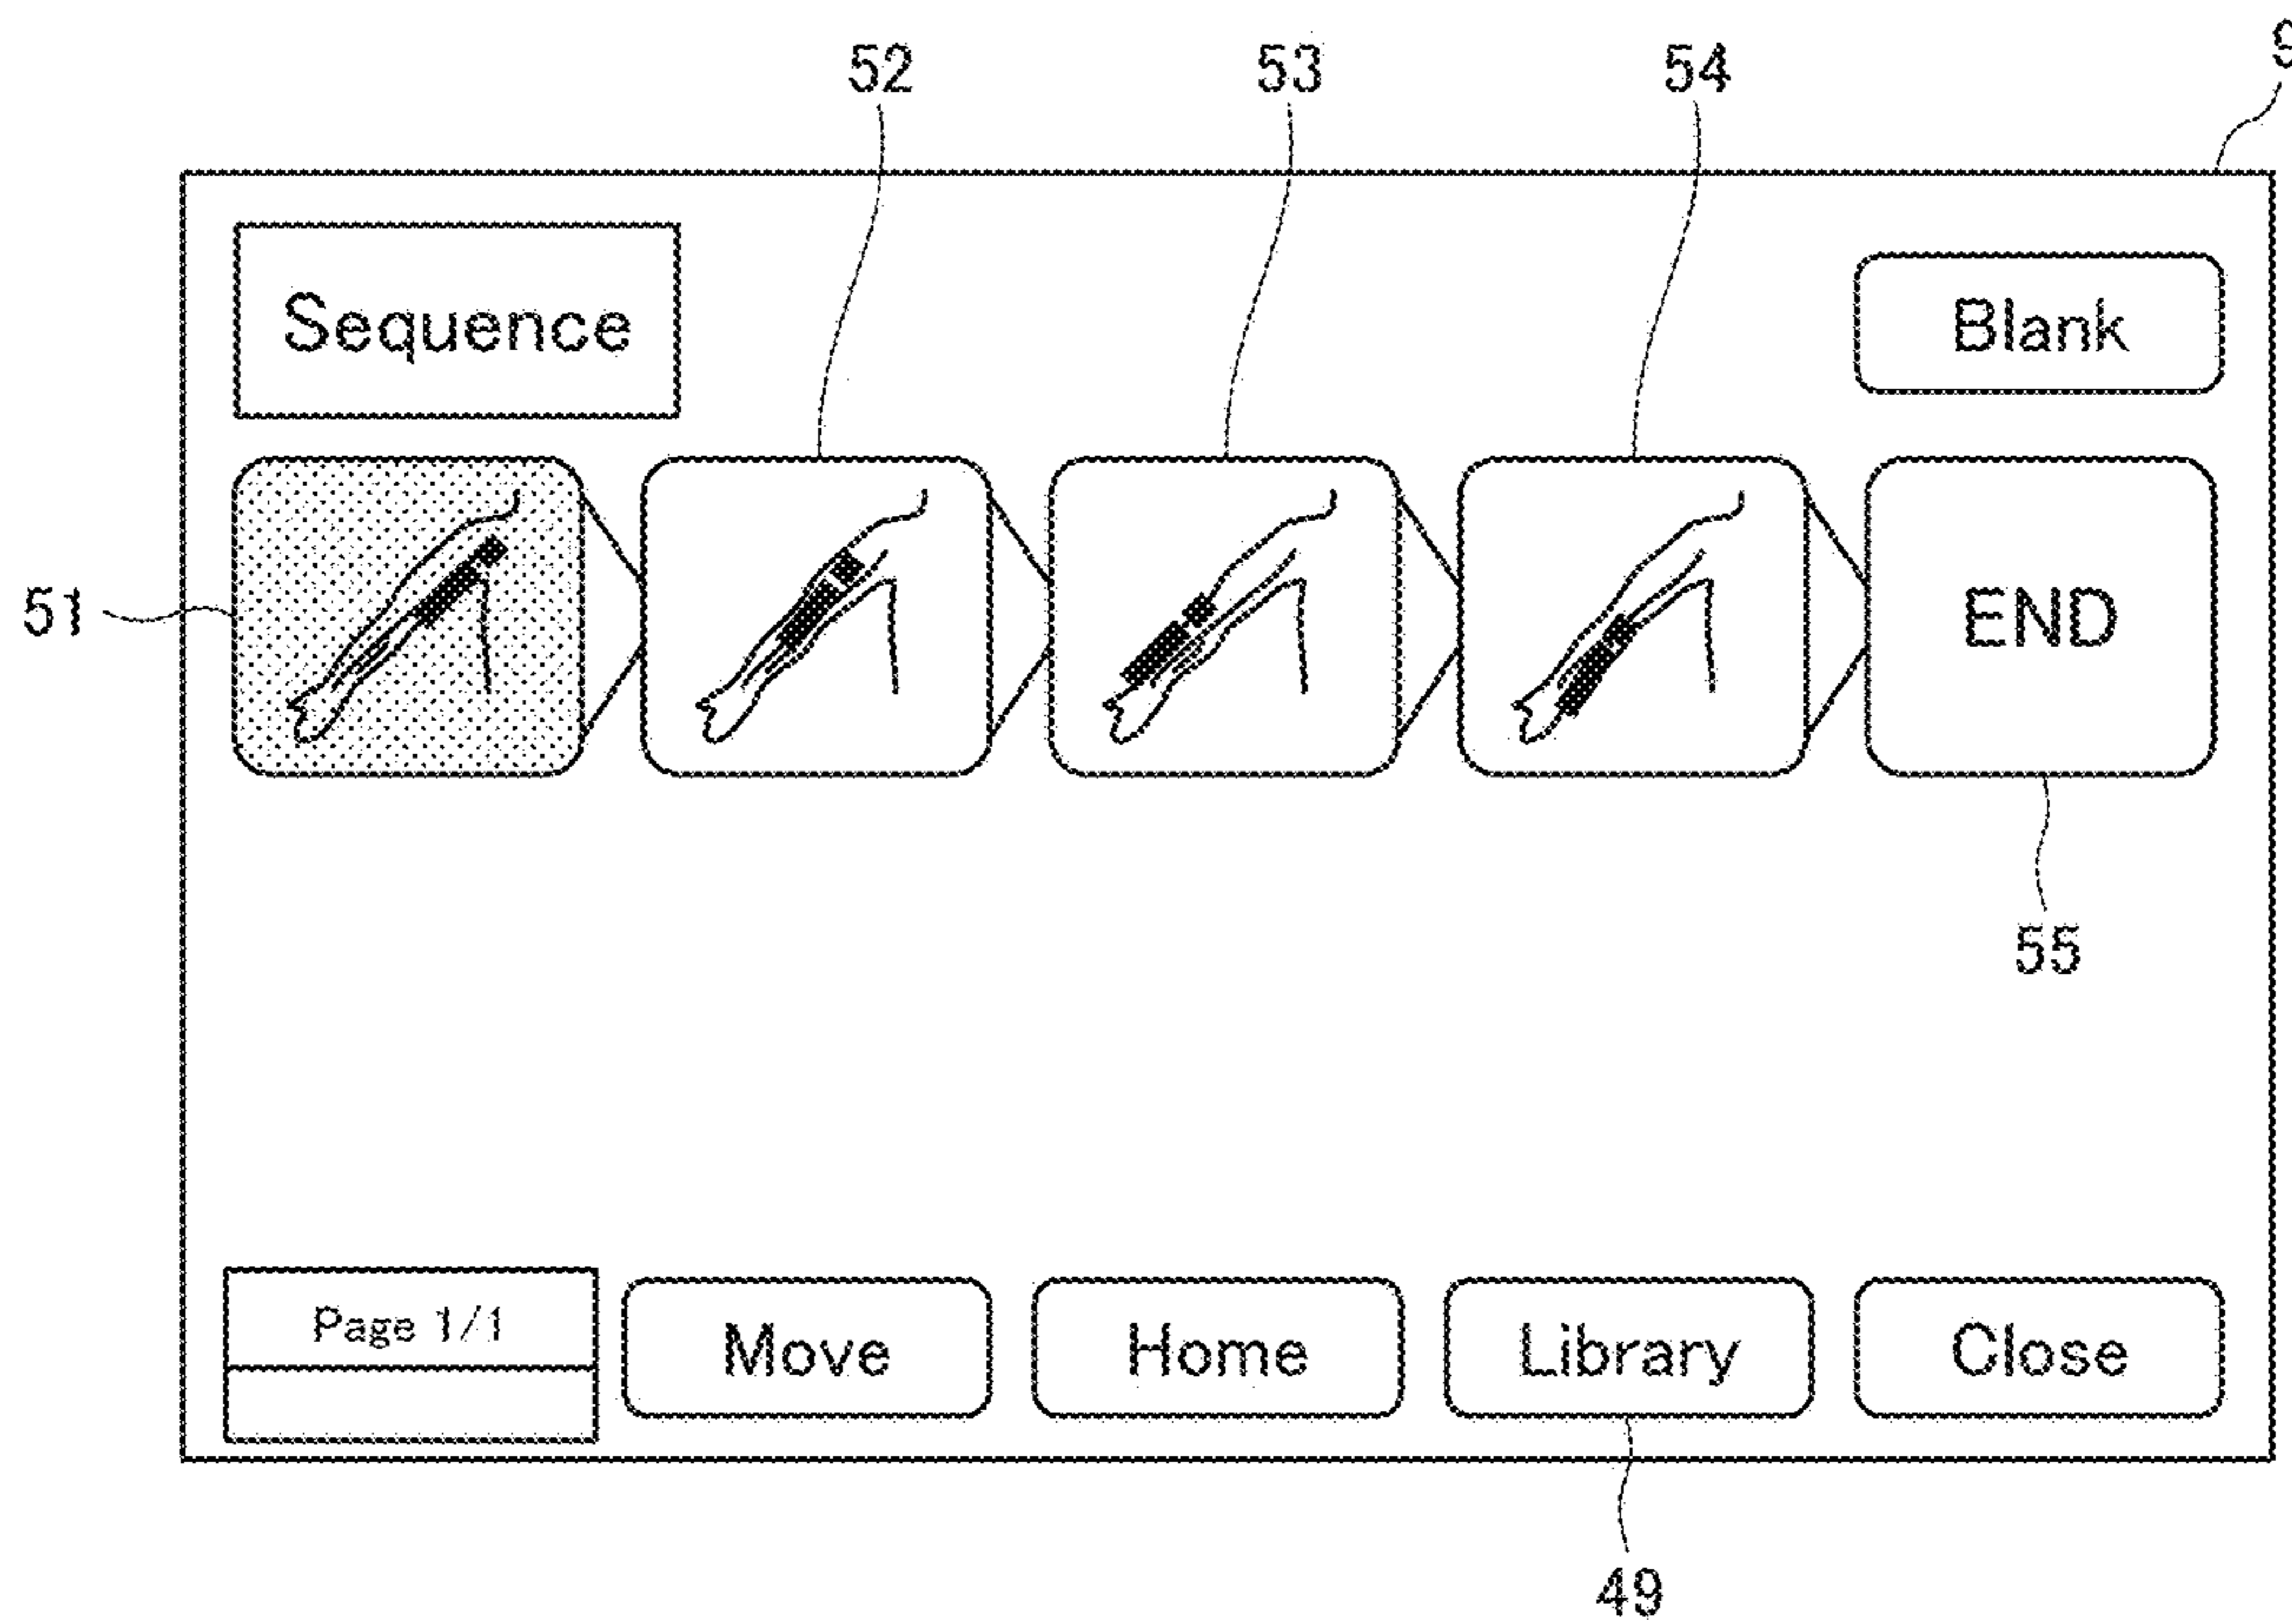 9
52
53
54
Sequence
Blank
51
END
55
Page 1/1
Move
Home
Library
Close
49